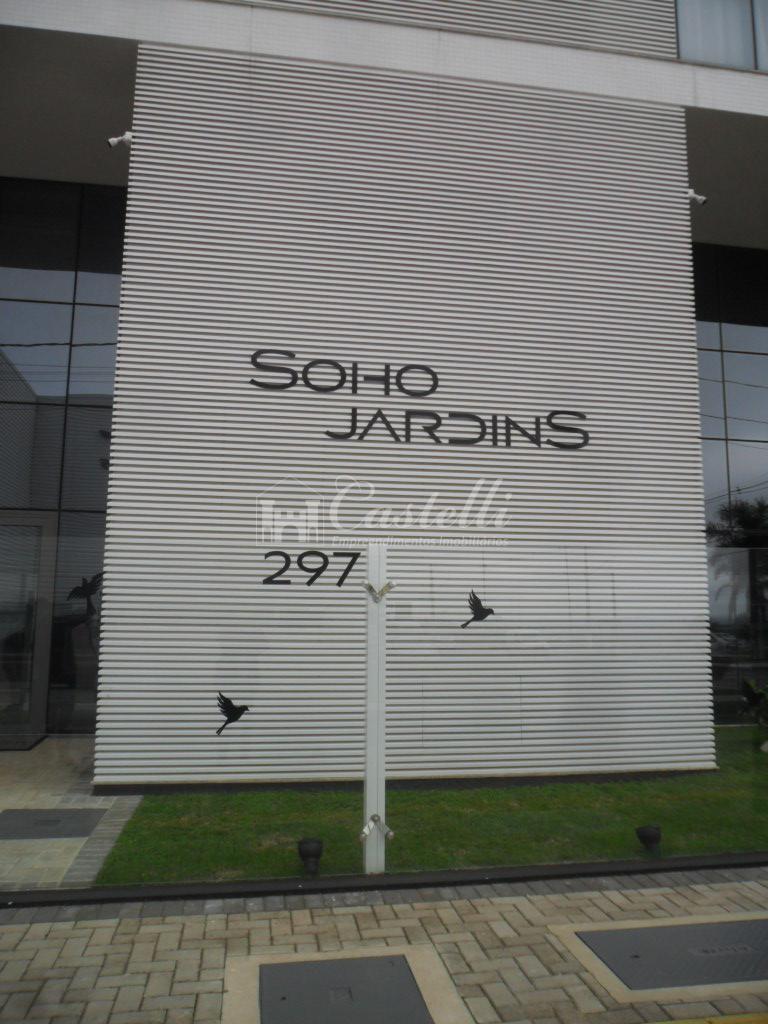 SOHO
JARDINS
Castelli
Empreendimentos Imobiliários
297